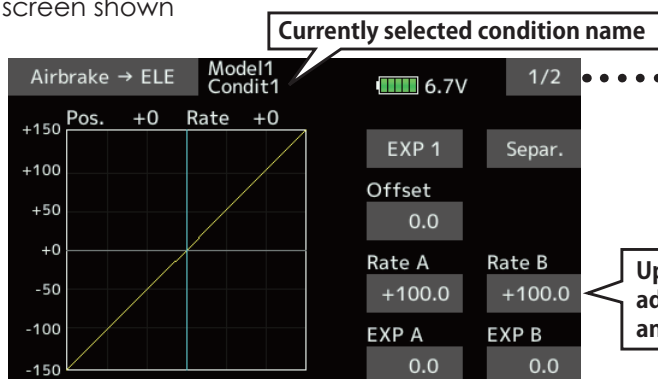 screen shown
Currently selected condition name
Airbrake → ELE
Model1
Condit1
6.7V
1/2
Pos. +0 Rate +0
+150
+100
+50
+0
-50
-100
-150
EXP 1
Separ.
Offset
0.0
Rate A
Rate B
+100.0
+100.0
EXP A
EXP B
0.0
0.0
Up
ad
an